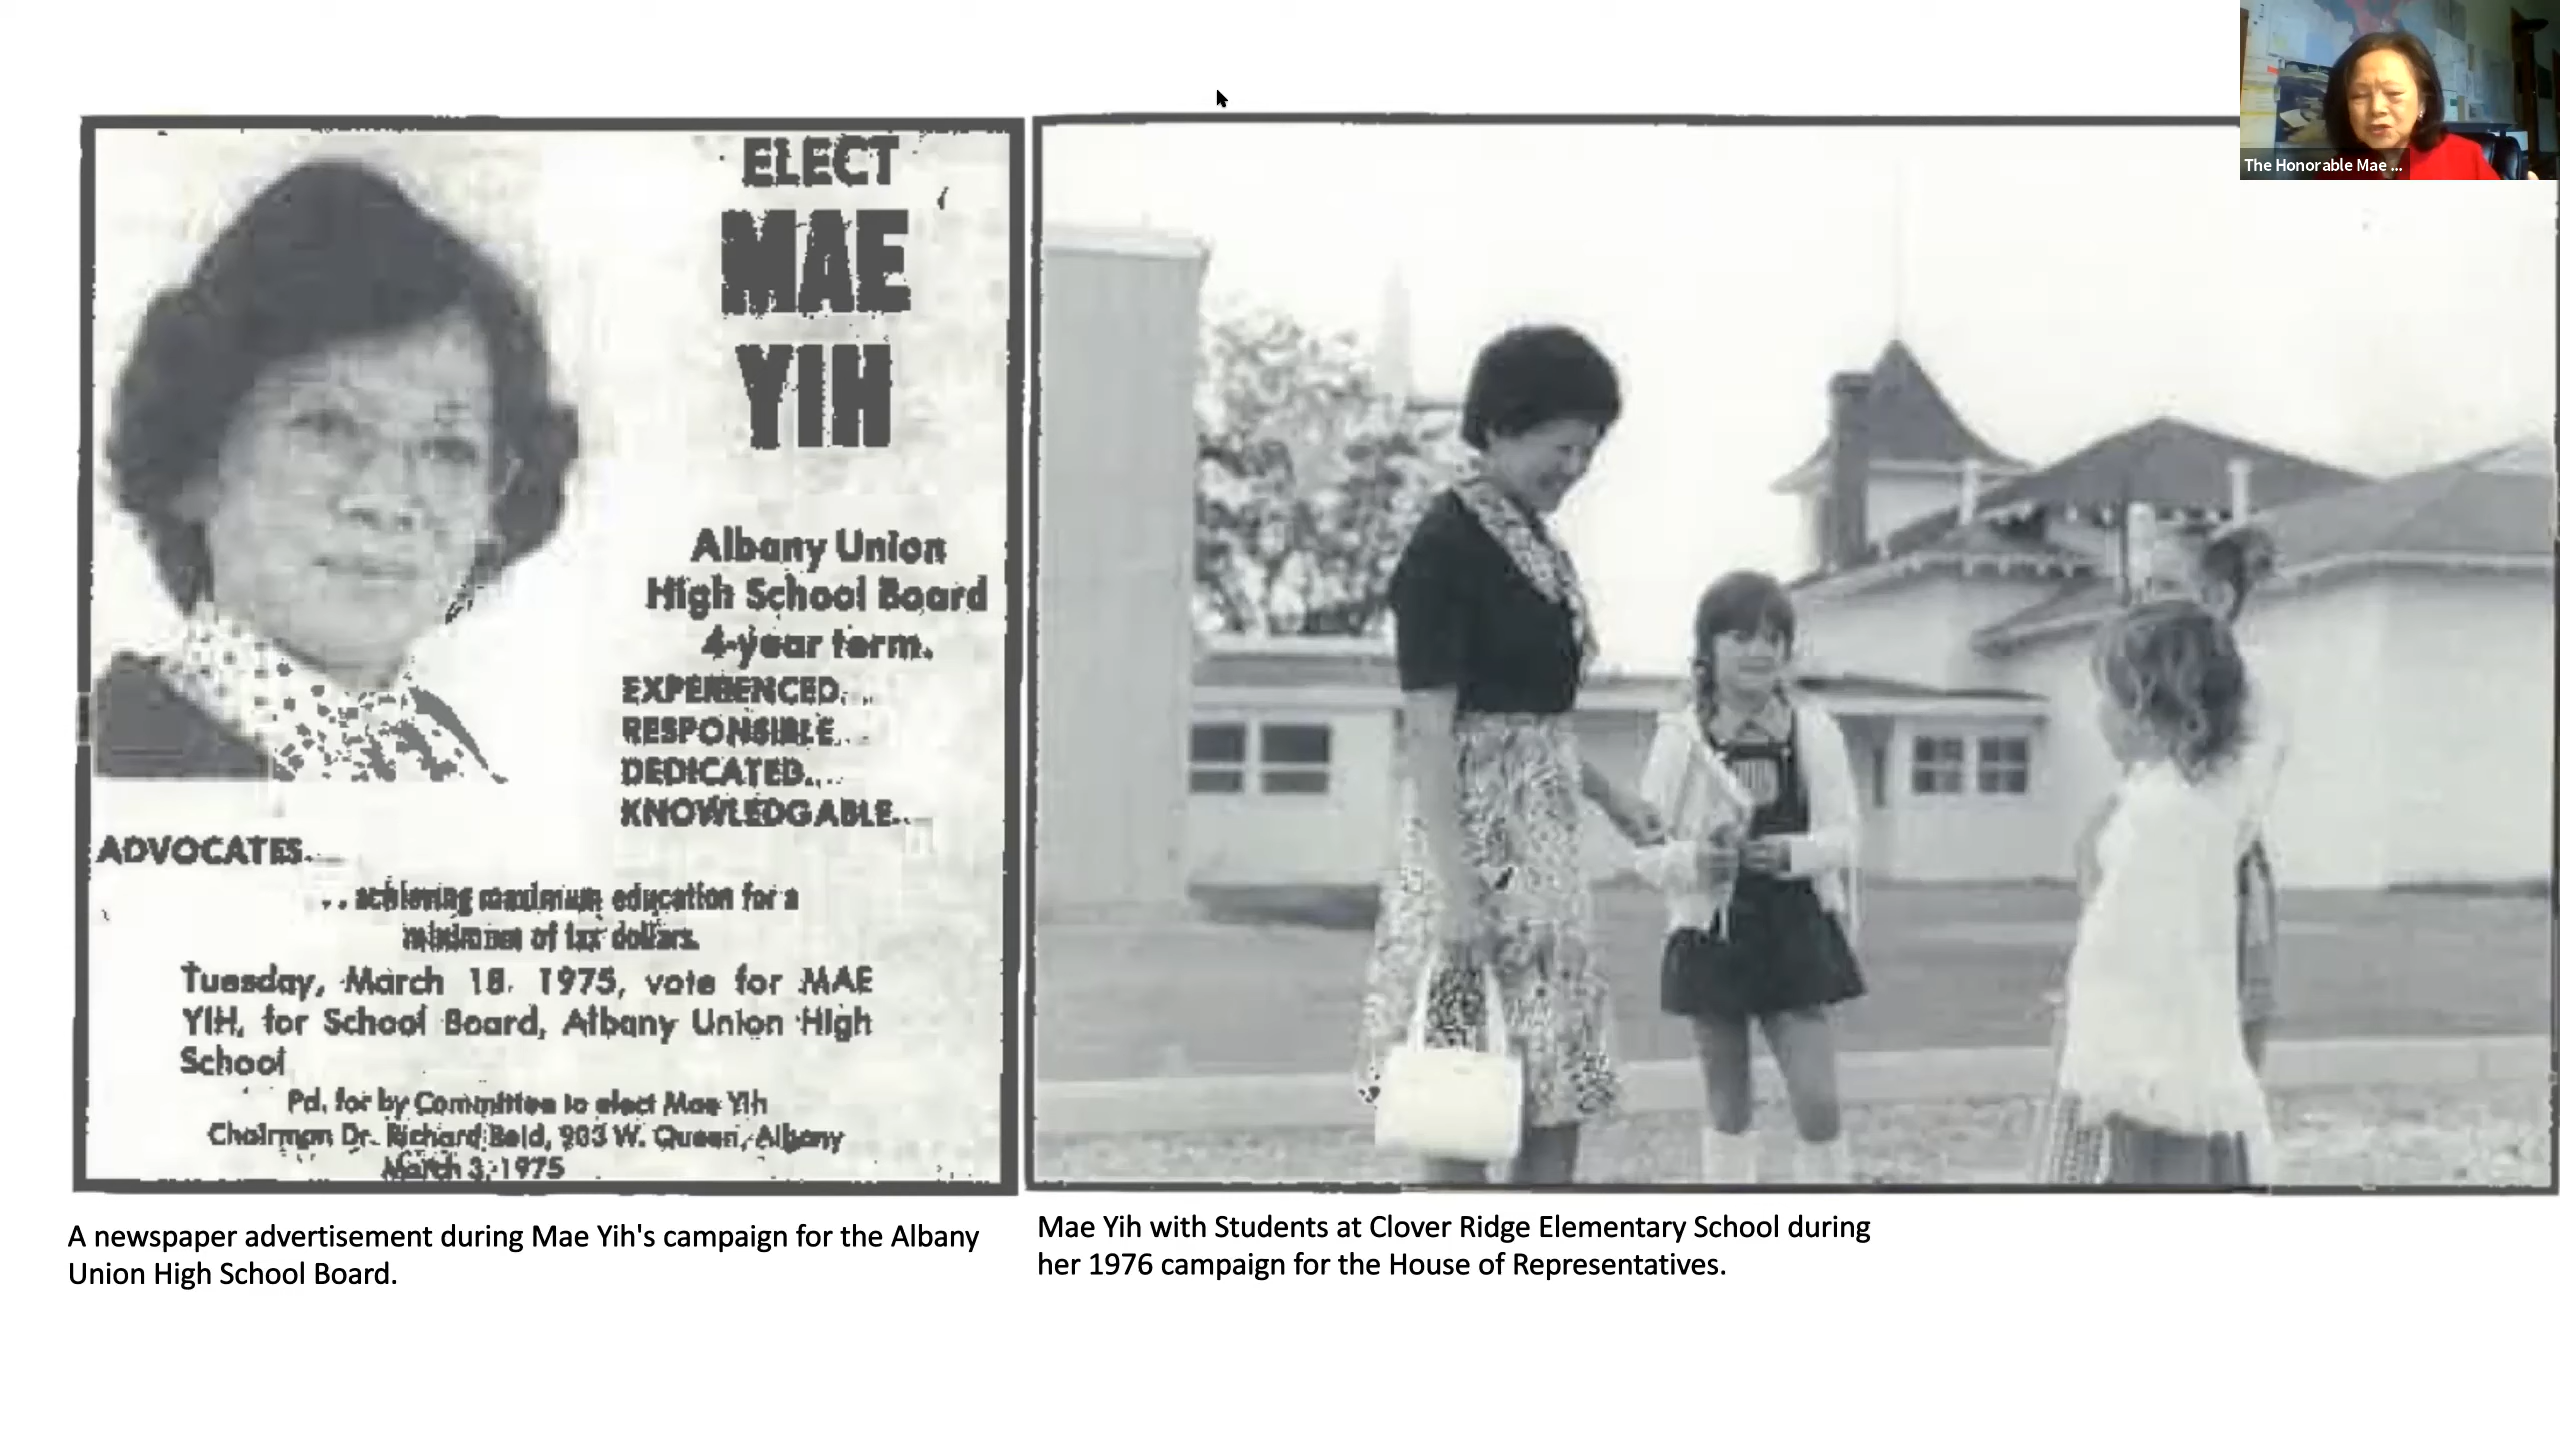 The Honorable Mae ...
ELECT
MAE
YIH
Albany Union
High School Board
4-year term.
EXPERIENCED...
RESPONSIBLE...
DEDICATED....
KNOWLEDGABLE...
ADVOCATES...
... achieving maximum education for a
minimum of tax dollars.
Tuesday, March 18, 1975, vote for MAE
YIH, for School Board, Albany Union High
School
Pd. for by Committee to elect Mae Yih
Chairman Dr. Richard 903 W. Queen, Albany
March 3, 1975
A newspaper advertisement during Mae Yih's campaign for the Albany
Union High School Board.
Mae Yih with Students at Clover Ridge Elementary School during
her 1976 campaign for the House of Representatives.